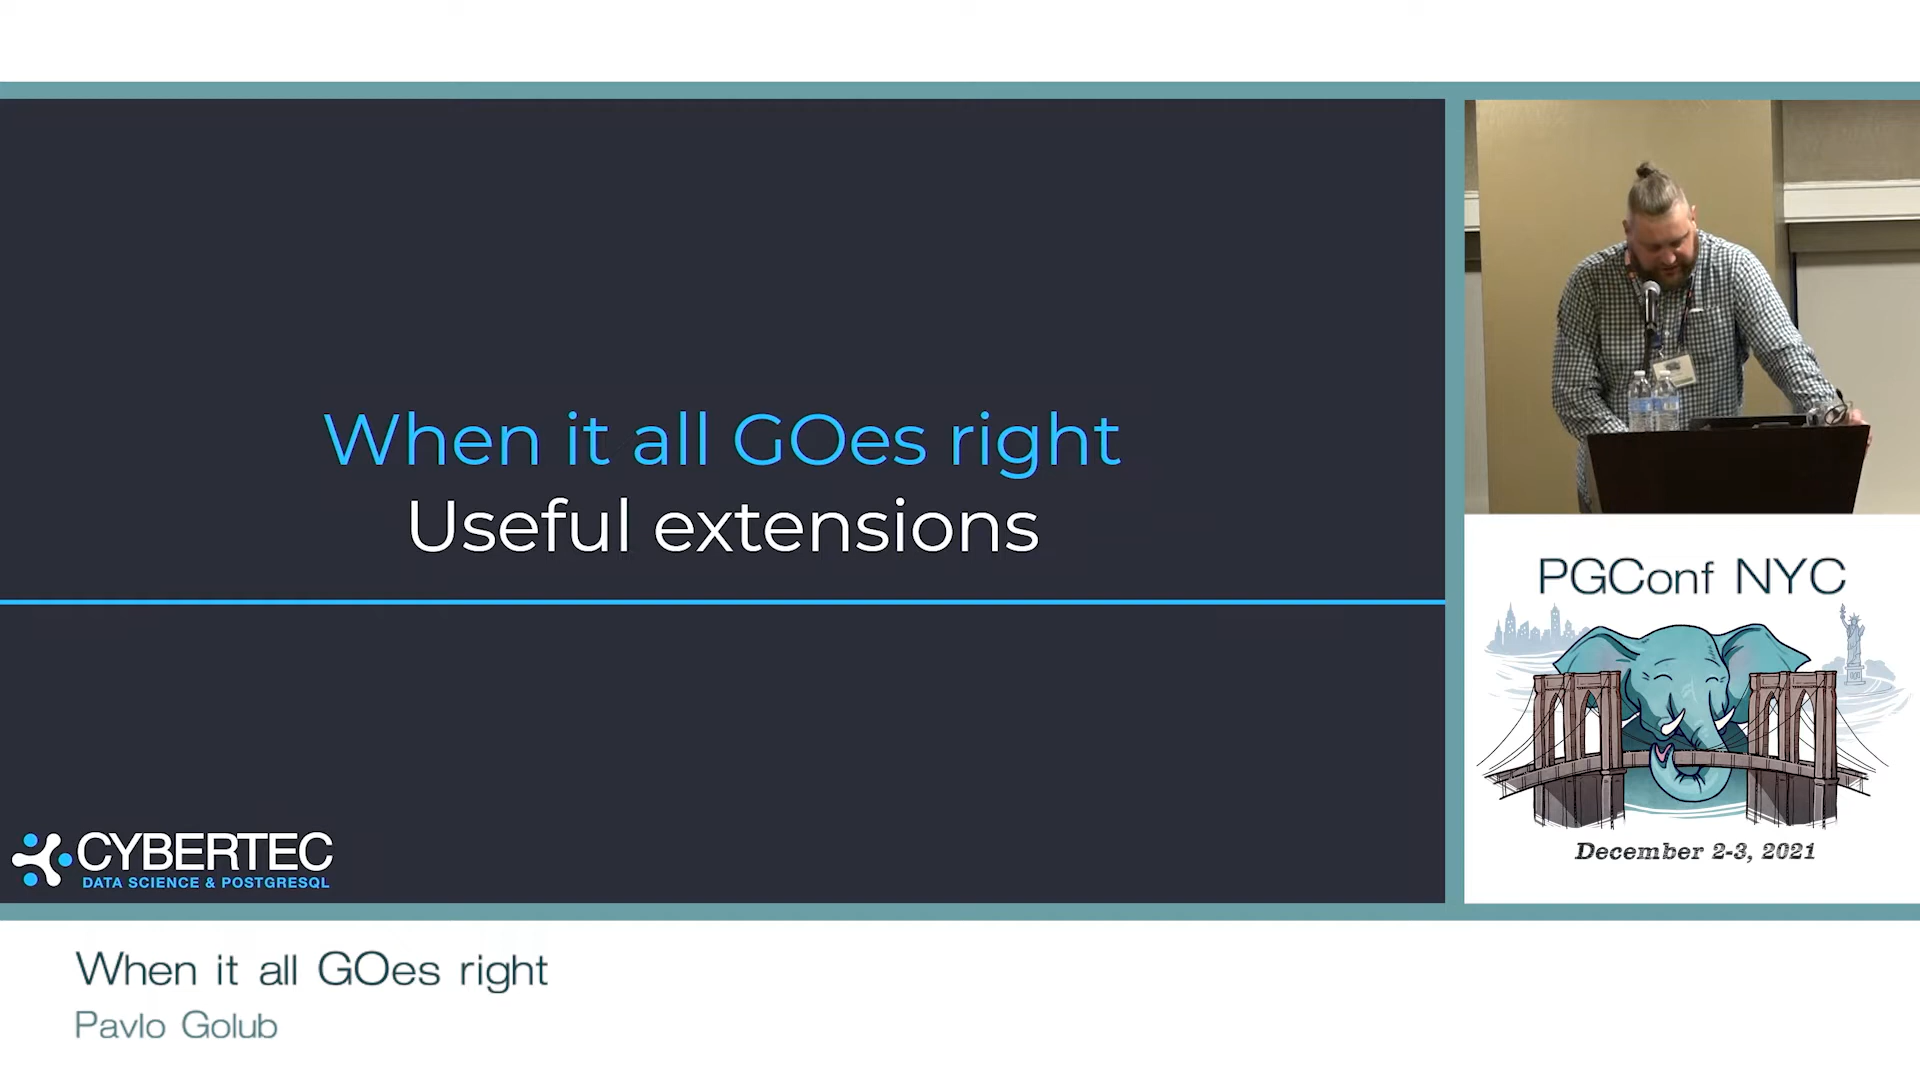 When it all GOes right
Useful extensions
CYBERTEC
DATA SCIENCE & POSTGRESQL
PGConf NYC
December 2-3, 2021
When it all GOes right
Pavlo Golub